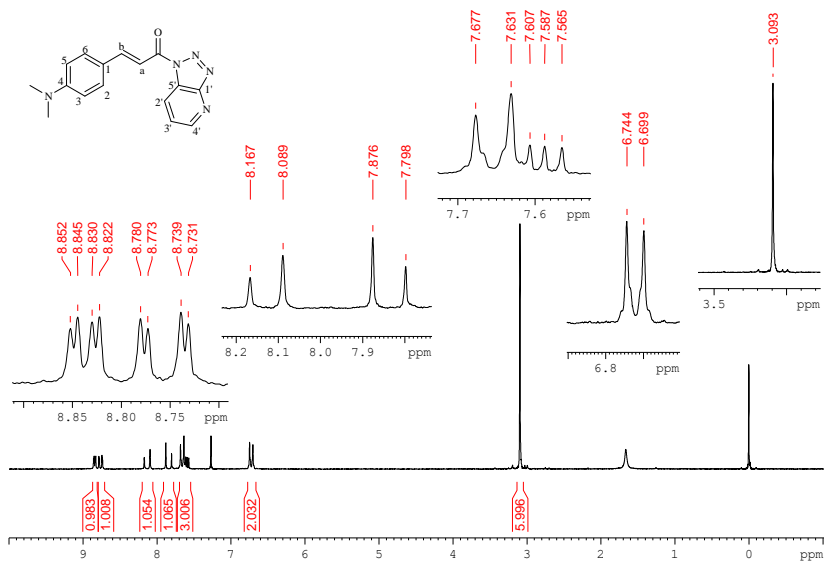 O
b
a
6
5
1
4
2
3
N
N
N
N
5'
1'
2'
N
3'
4'
8.852
8.845
8.830
8.822
8.780
8.773
8.739
8.731
8.85 8.80 8.75 ppm
8.167
8.089
7.876
7.798
8.2 8.1 8.0 7.9 ppm
7.677
7.631
7.607
7.587
7.565
7.7 7.6 ppm
6.744
6.699
6.8 ppm
3.093
3.5 ppm
0.983
1.008
1.054
1.065
3.006
2.032
5.996
9 8 7 6 5 4 3 2 1 0 ppm